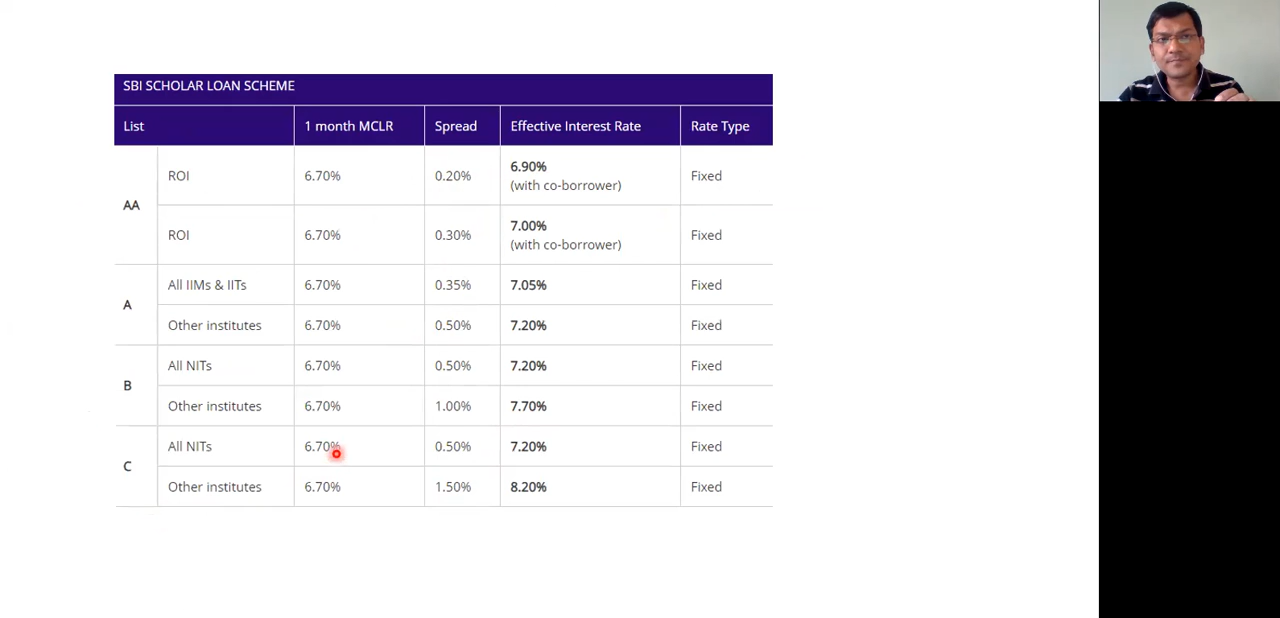 SBI SCHOLAR LOAN SCHEME
List 1 month MCLR Spread Effective Interest Rate Rate Type
AA
ROI 6.70% 0.20% 6.90% (with co-borrower) Fixed
ROI 6.70% 0.30% 7.00% (with co-borrower) Fixed
A
All IIMs & IITs 6.70% 0.35% 7.05% Fixed
Other institutes 6.70% 0.50% 7.20% Fixed
B
All NITs 6.70% 0.50% 7.20% Fixed
Other institutes 6.70% 1.00% 7.70% Fixed
C
All NITs 6.70% 0.50% 7.20% Fixed
Other institutes 6.70% 1.50% 8.20% Fixed